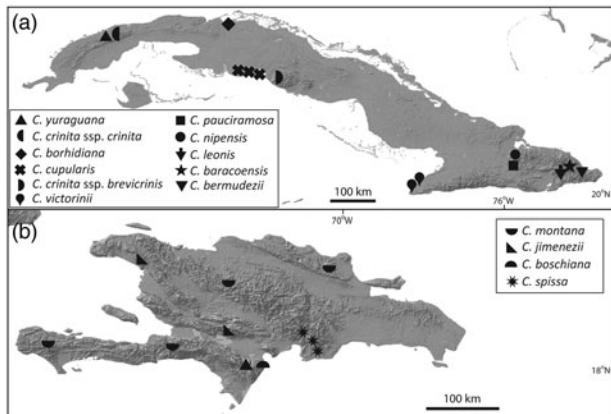 (a)
C. yuraguana
C. crinita ssp. crinita
C. borhidiana
C. cupularis
C. crinita ssp. brevicrinis
C. victorinii
C. pauciramosa
C. nipensis
C. leonis
C. baracoensis
C. bermudezii
100 km
76°W
20°N
70°W
(b)
C. montana
C. jimenezii
C. boschiana
C. spissa
18°N
100 km